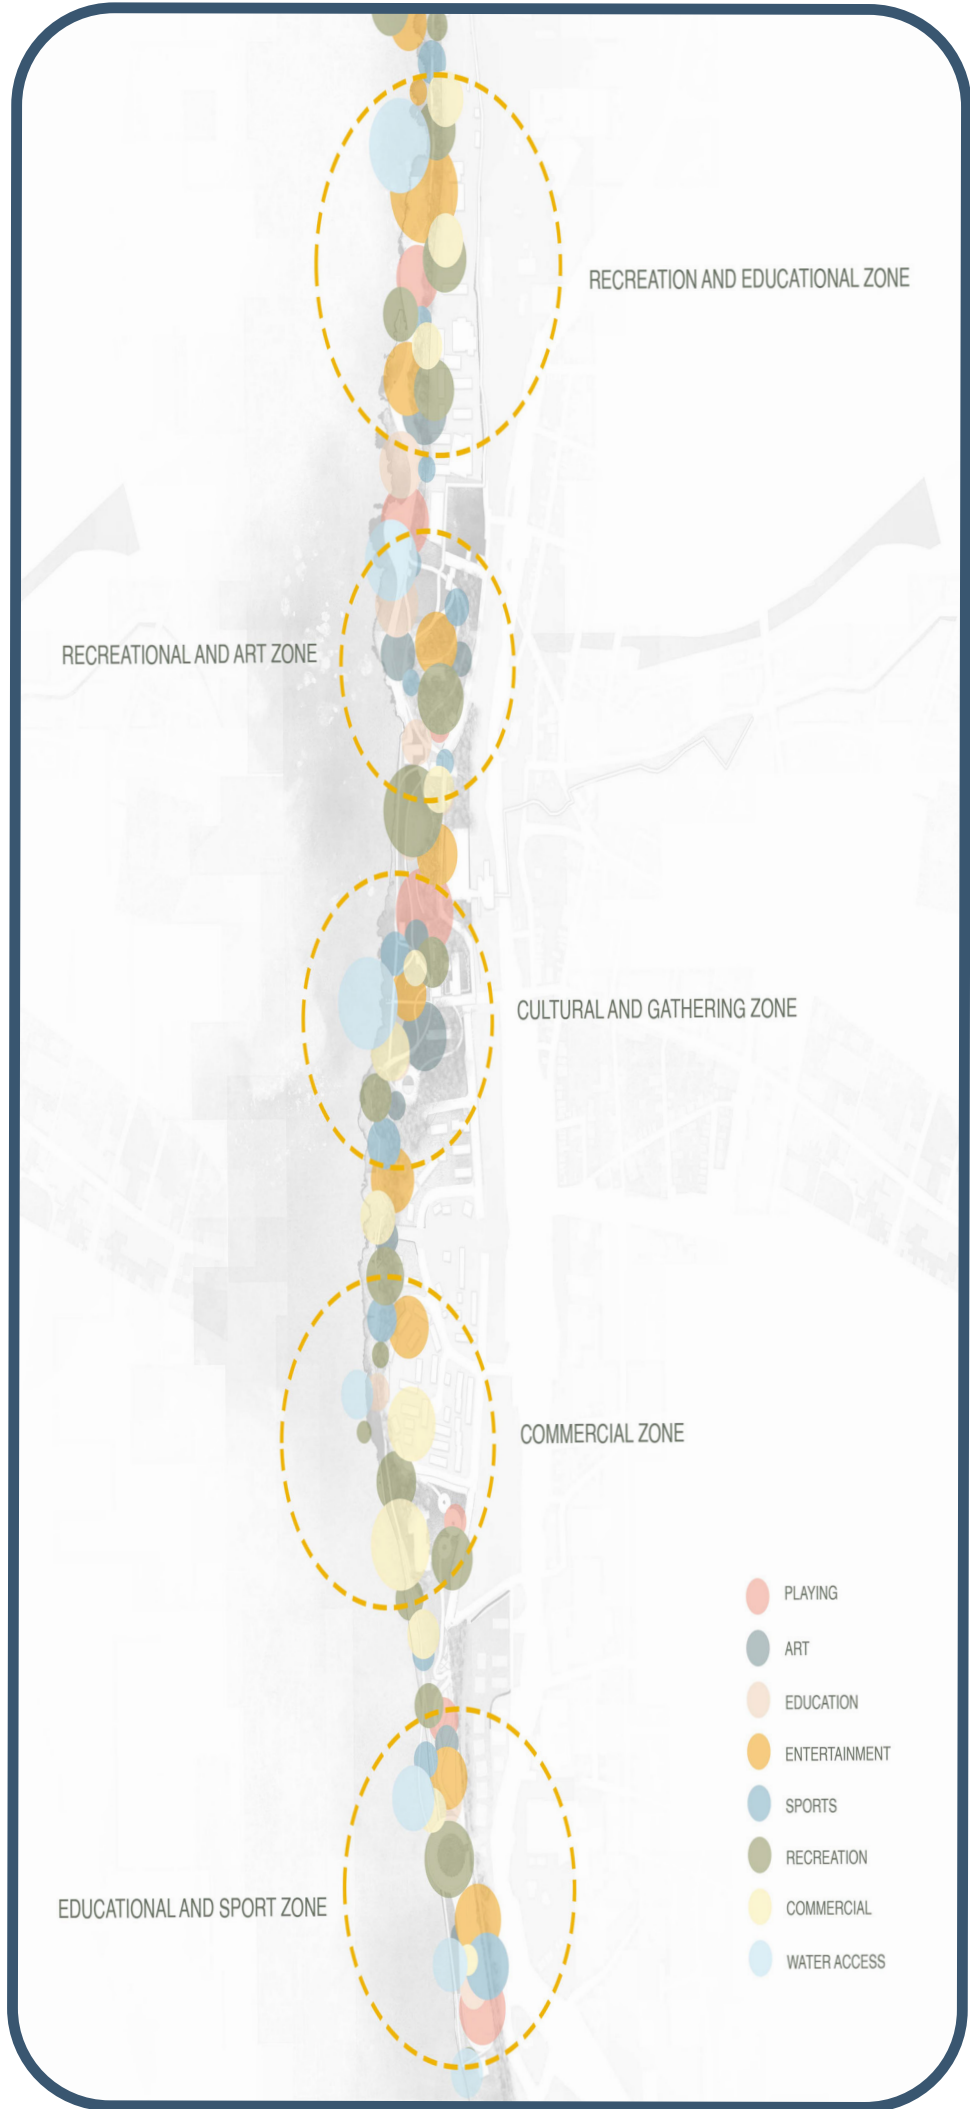 RECREATION AND EDUCATIONAL ZONE
RECREATIONAL AND ART ZONE
CULTURAL AND GATHERING ZONE
COMMERCIAL ZONE
PLAYING
ART
EDUCATION
ENTERTAINMENT
SPORTS
RECREATION
EDUCATIONAL AND SPORT ZONE
COMMERCIAL
WATER ACCESS